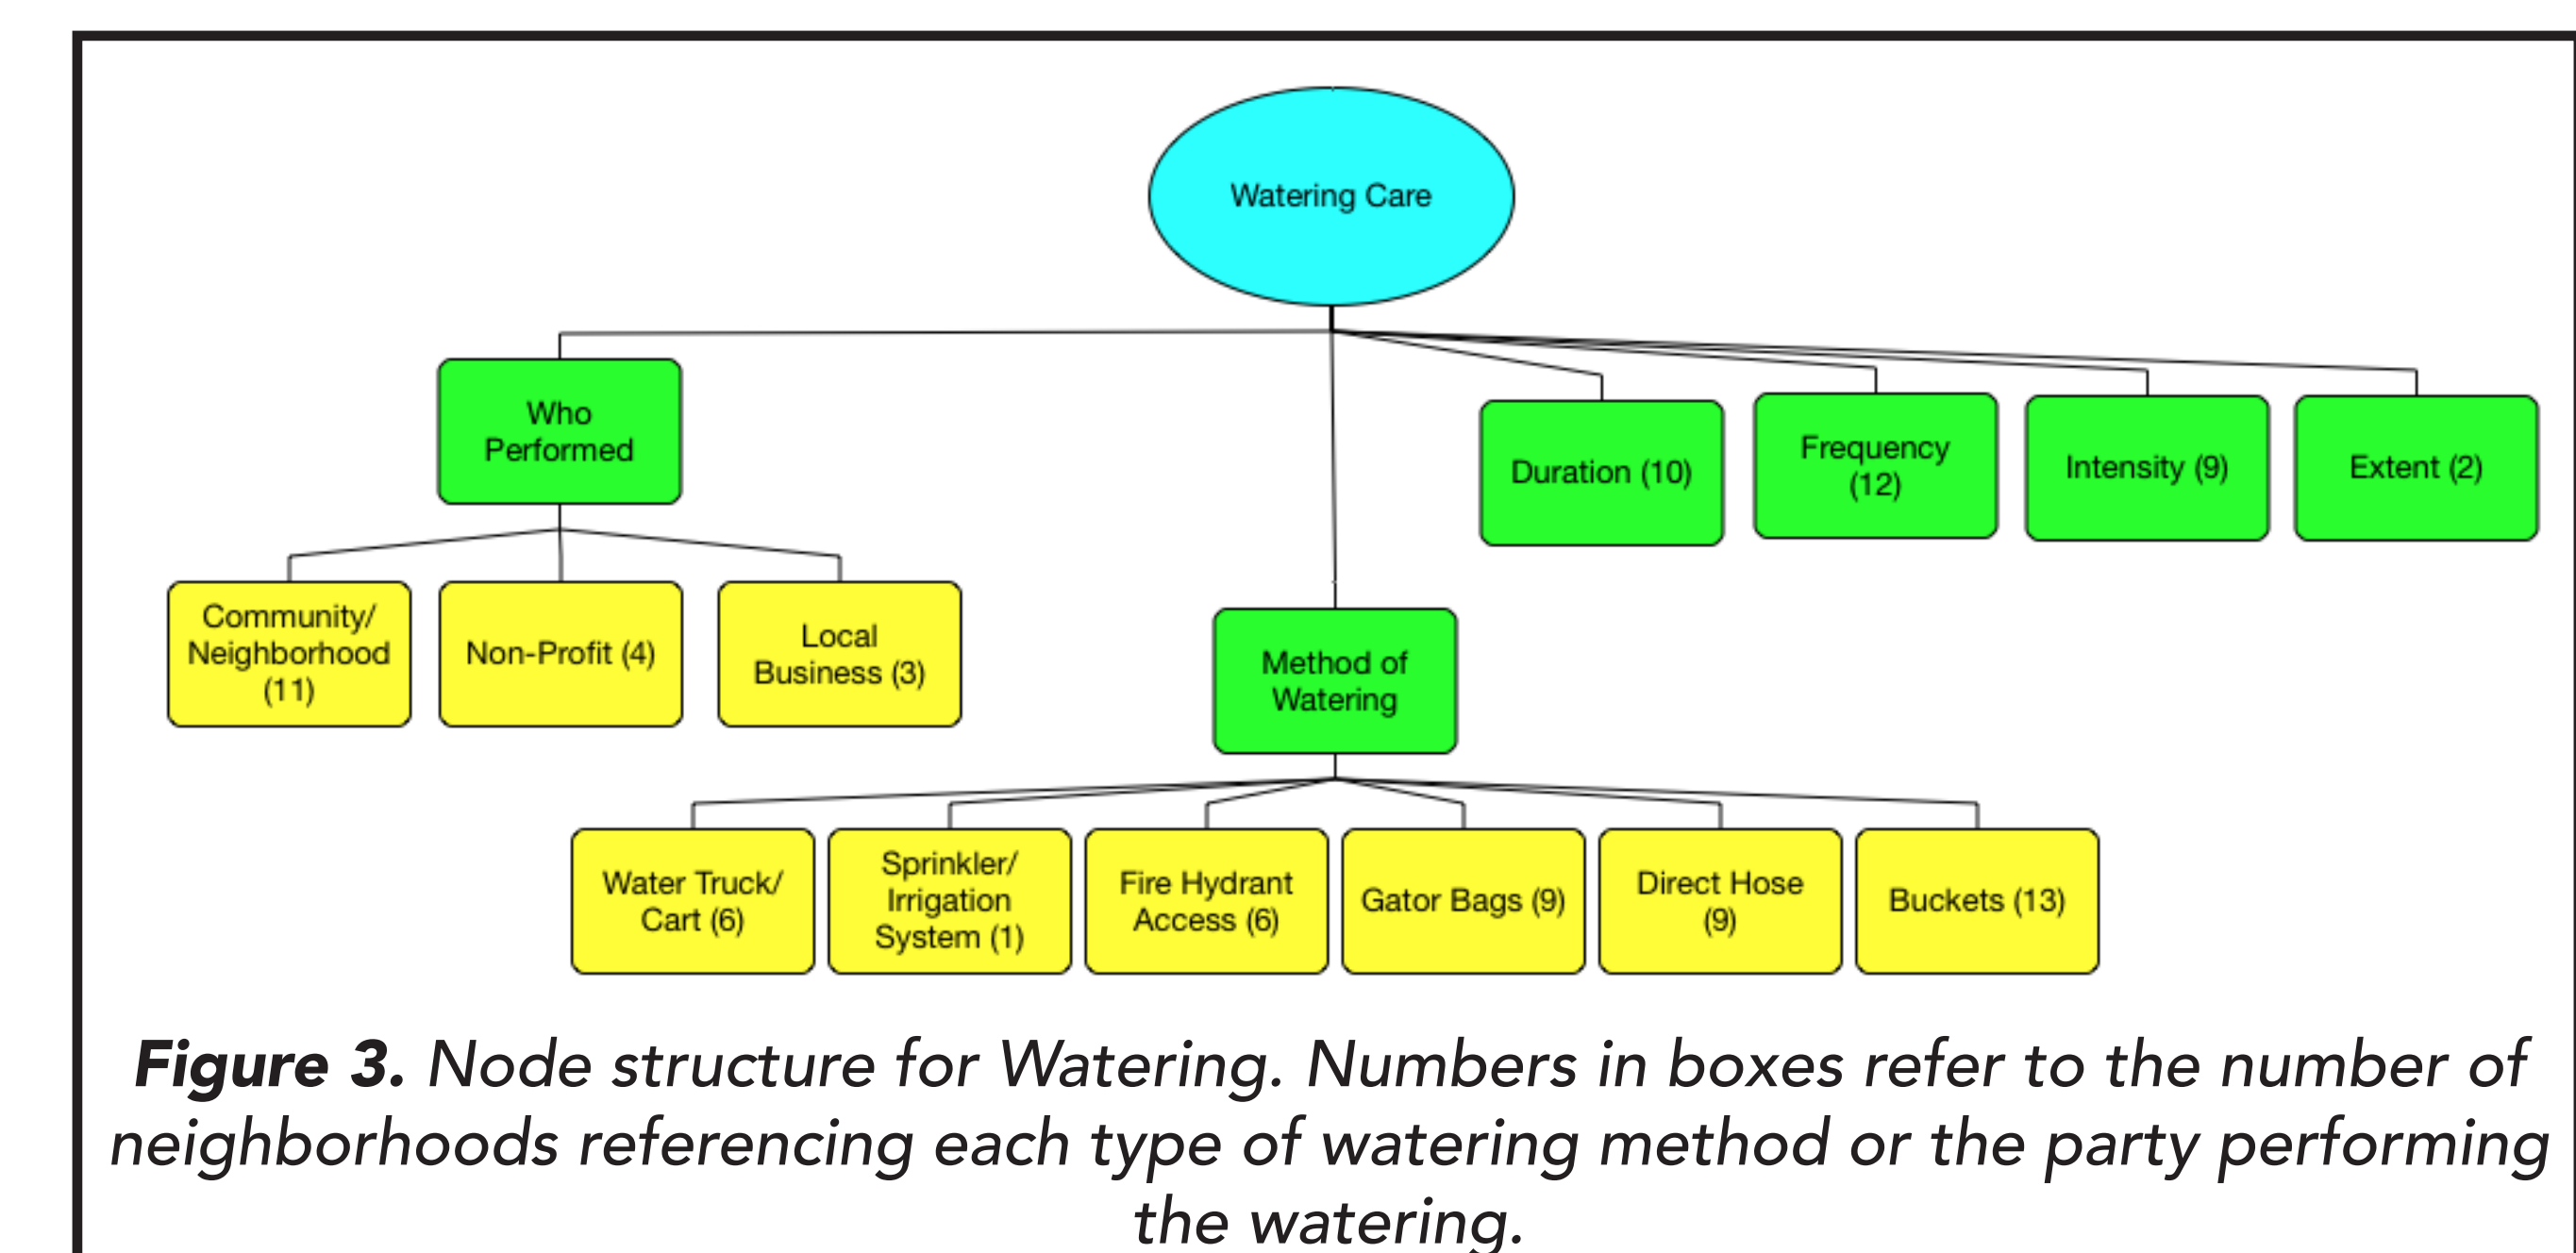 Watering Care
Who
Performed
Duration (10)
Frequency
(12)
Intensity (9)
Extent (2)
Community/
Neighborhood
(11)
Non-Profit (4)
Local
Business (3)
Method of
Watering
Water Truck/
Cart (6)
Sprinkler/
Irrigation
System (1)
Fire Hydrant
Access (6)
Gator Bags (9)
Direct Hose
(9)
Buckets (13)
Figure 3. Node structure for Watering. Numbers in boxes refer to the number of
neighborhoods referencing each type of watering method or the party performing
the watering.